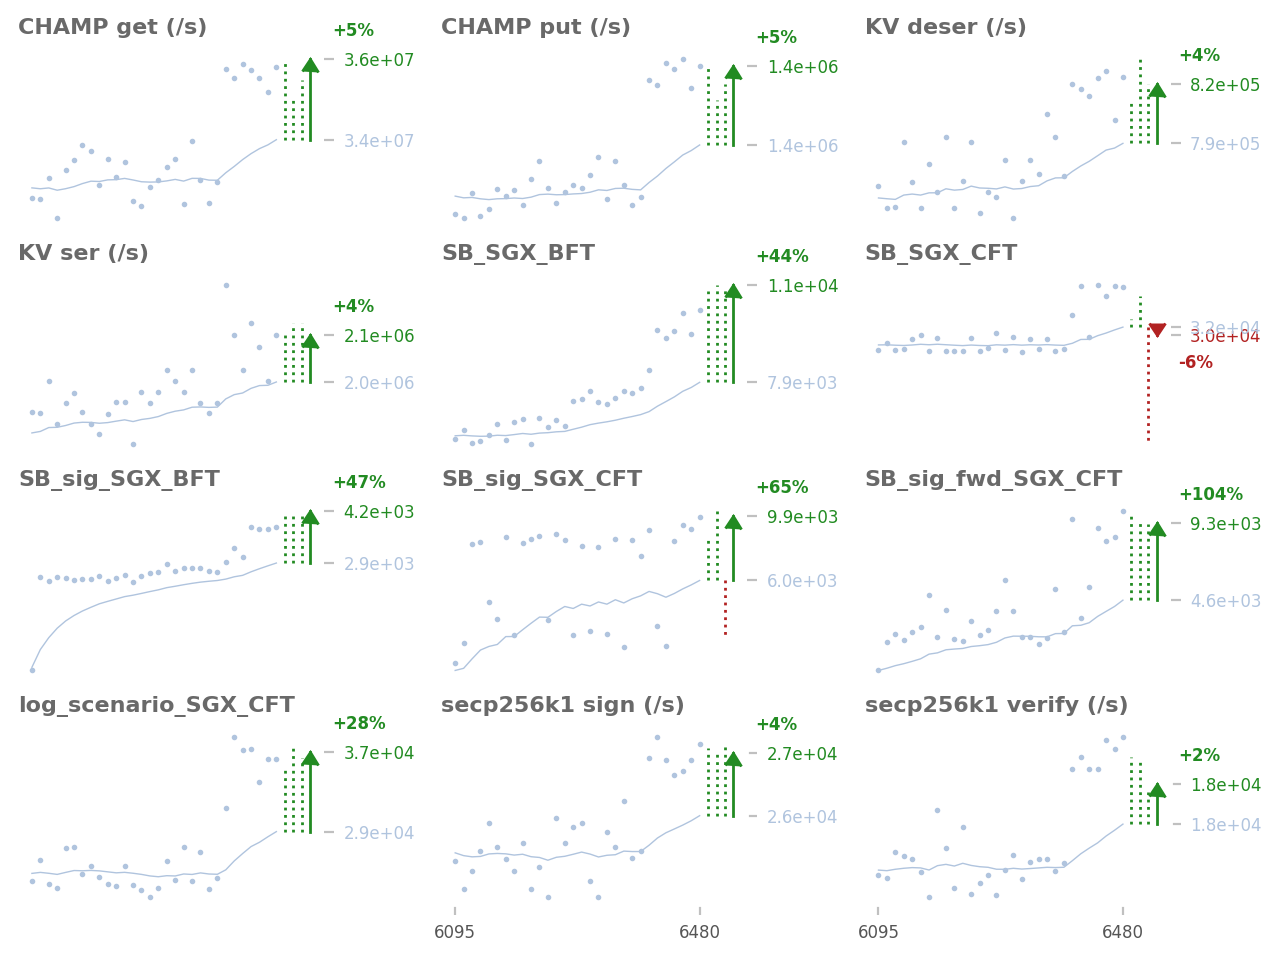 CHAMP get (/s)
+5%
3.6e+07
3.4e+07
CHAMP put (/s)
+5%
1.4e+06
1.4e+06
KV deser (/s)
+4%
8.2e+05
7.9e+05
KV ser (/s)
+4%
2.1e+06
2.0e+06
SB_SGX_BFT
+44%
1.1e+04
7.9e+03
SB_SGX_CFT
3.2e+04
3.0e+04
-6%
SB_sig_SGX_BFT
+47%
4.2e+03
2.9e+03
SB_sig_SGX_CFT
+65%
9.9e+03
6.0e+03
SB_sig_fwd_SGX_CFT
+104%
9.3e+03
4.6e+03
log_scenario_SGX_CFT
+28%
3.7e+04
2.9e+04
secp256k1 sign (/s)
+4%
2.7e+04
2.6e+04
6095 6480
secp256k1 verify (/s)
+2%
1.8e+04
1.8e+04
6095 6480